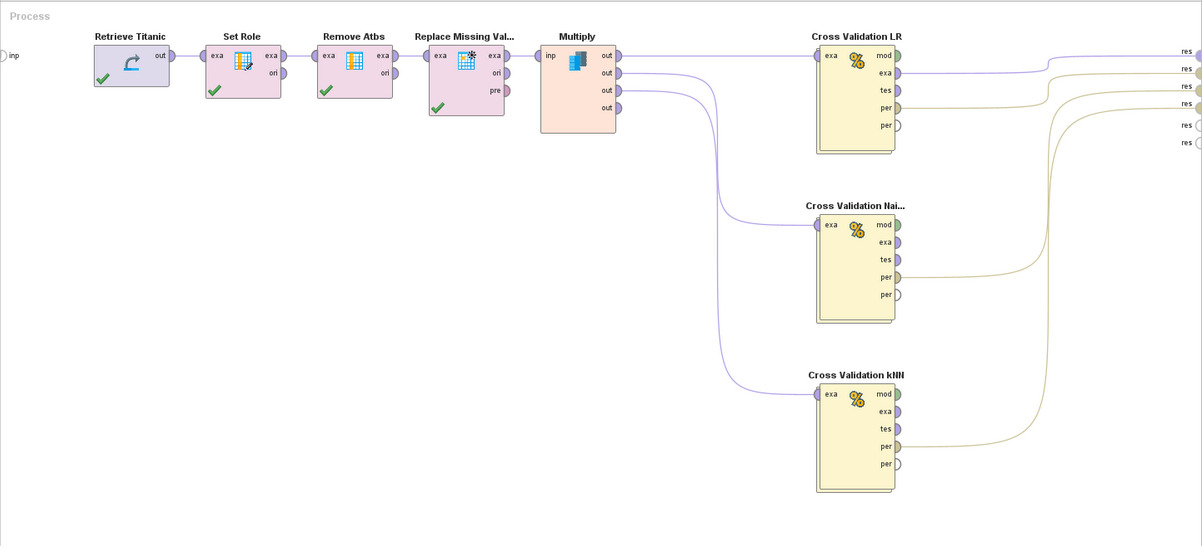 Process
inp
Retrieve Titanic
out
Set Role
exa exa
ori
Remove Atbs
exa exa
ori
Replace Missing Val...
exa exa
ori
pre
Multiply
inp out
out
out
out
Cross Validation LR
exa mod
exa
tes
per
per
Cross Validation Nai...
exa mod
exa
tes
per
per
Cross Validation kNN
exa mod
exa
tes
per
per
res
res
res
res
res
res